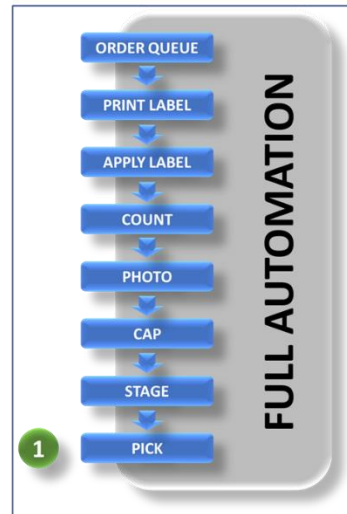 ORDER QUEUE
PRINT LABEL
APPLY LABEL
COUNT
PHOTO
CAP
STAGE
1 PICK
FULL AUTOMATION